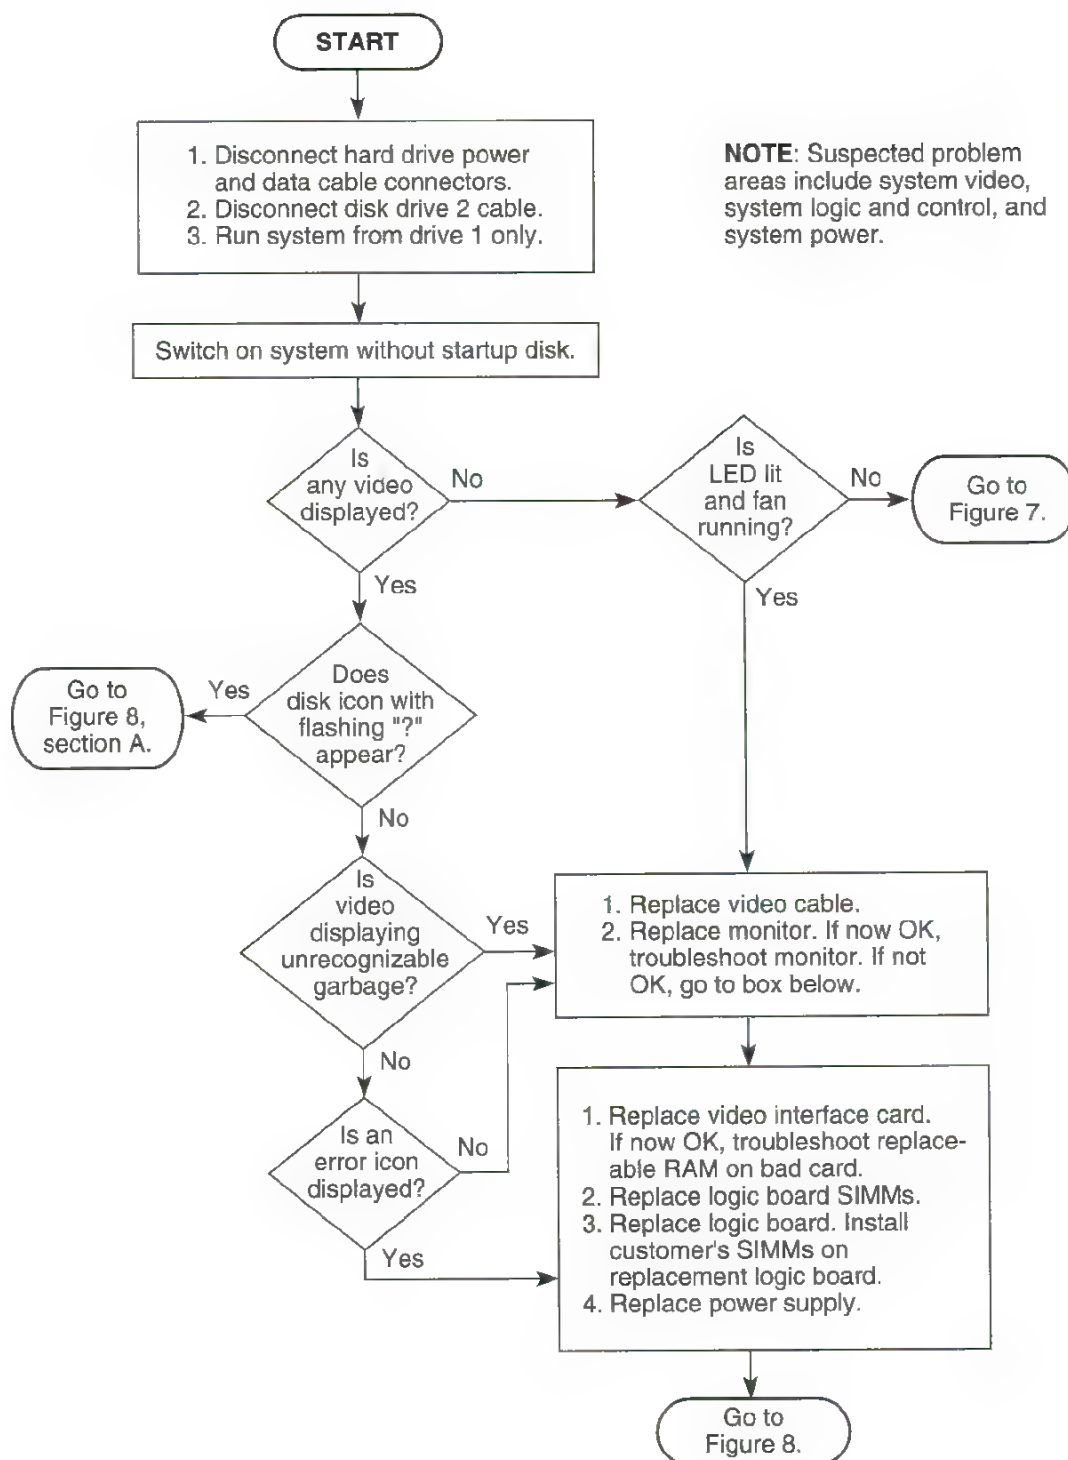 START
1. Disconnect hard drive power
and data cable connectors.
2. Disconnect disk drive 2 cable.
3. Run system from drive 1 only.
NOTE: Suspected problem
areas include system video,
system logic and control, and
system power.
Switch on system without startup disk.
Is
any video
displayed?
No
Is
LED lit
and fan
running?
No
Go to
Figure 7.
Yes
Yes
Does
disk icon with
flashing "?"
appear?
Yes
Go to
Figure 8,
section A.
No
Is
video
displaying
unrecognizable
garbage?
Yes
1. Replace video cable.
2. Replace monitor. If now OK,
troubleshoot monitor. If not
OK, go to box below.
No
Is an
error icon
displayed?
No
Yes
1. Replace video interface card.
If now OK, troubleshoot replace-
able RAM on bad card.
2. Replace logic board SIMMs.
3. Replace logic board. Install
customer's SIMMs on
replacement logic board.
4. Replace power supply.
Go to
Figure 8.